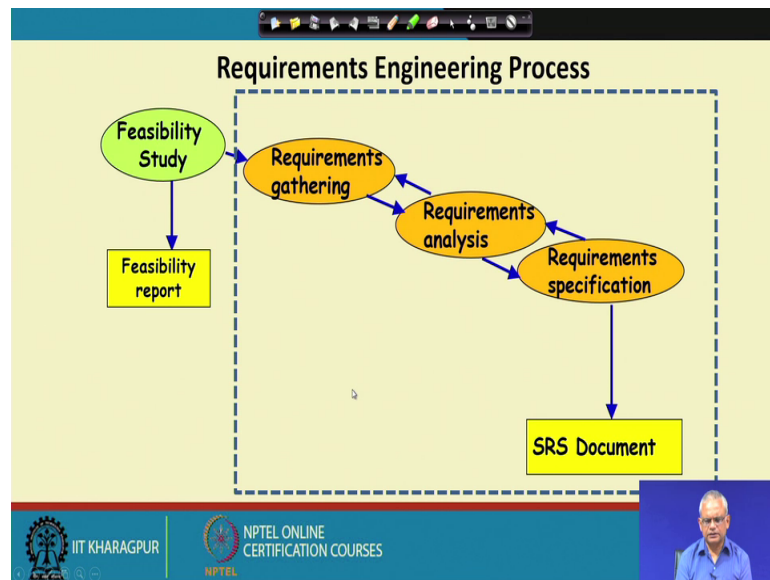 Requirements Engineering Process
Feasibility
Study
Requirements
gathering
Requirements
analysis
Requirements
specification
Feasibility
report
SRS Document
IIT KHARAGPUR
NPTEL
NPTEL ONLINE
CERTIFICATION COURSES